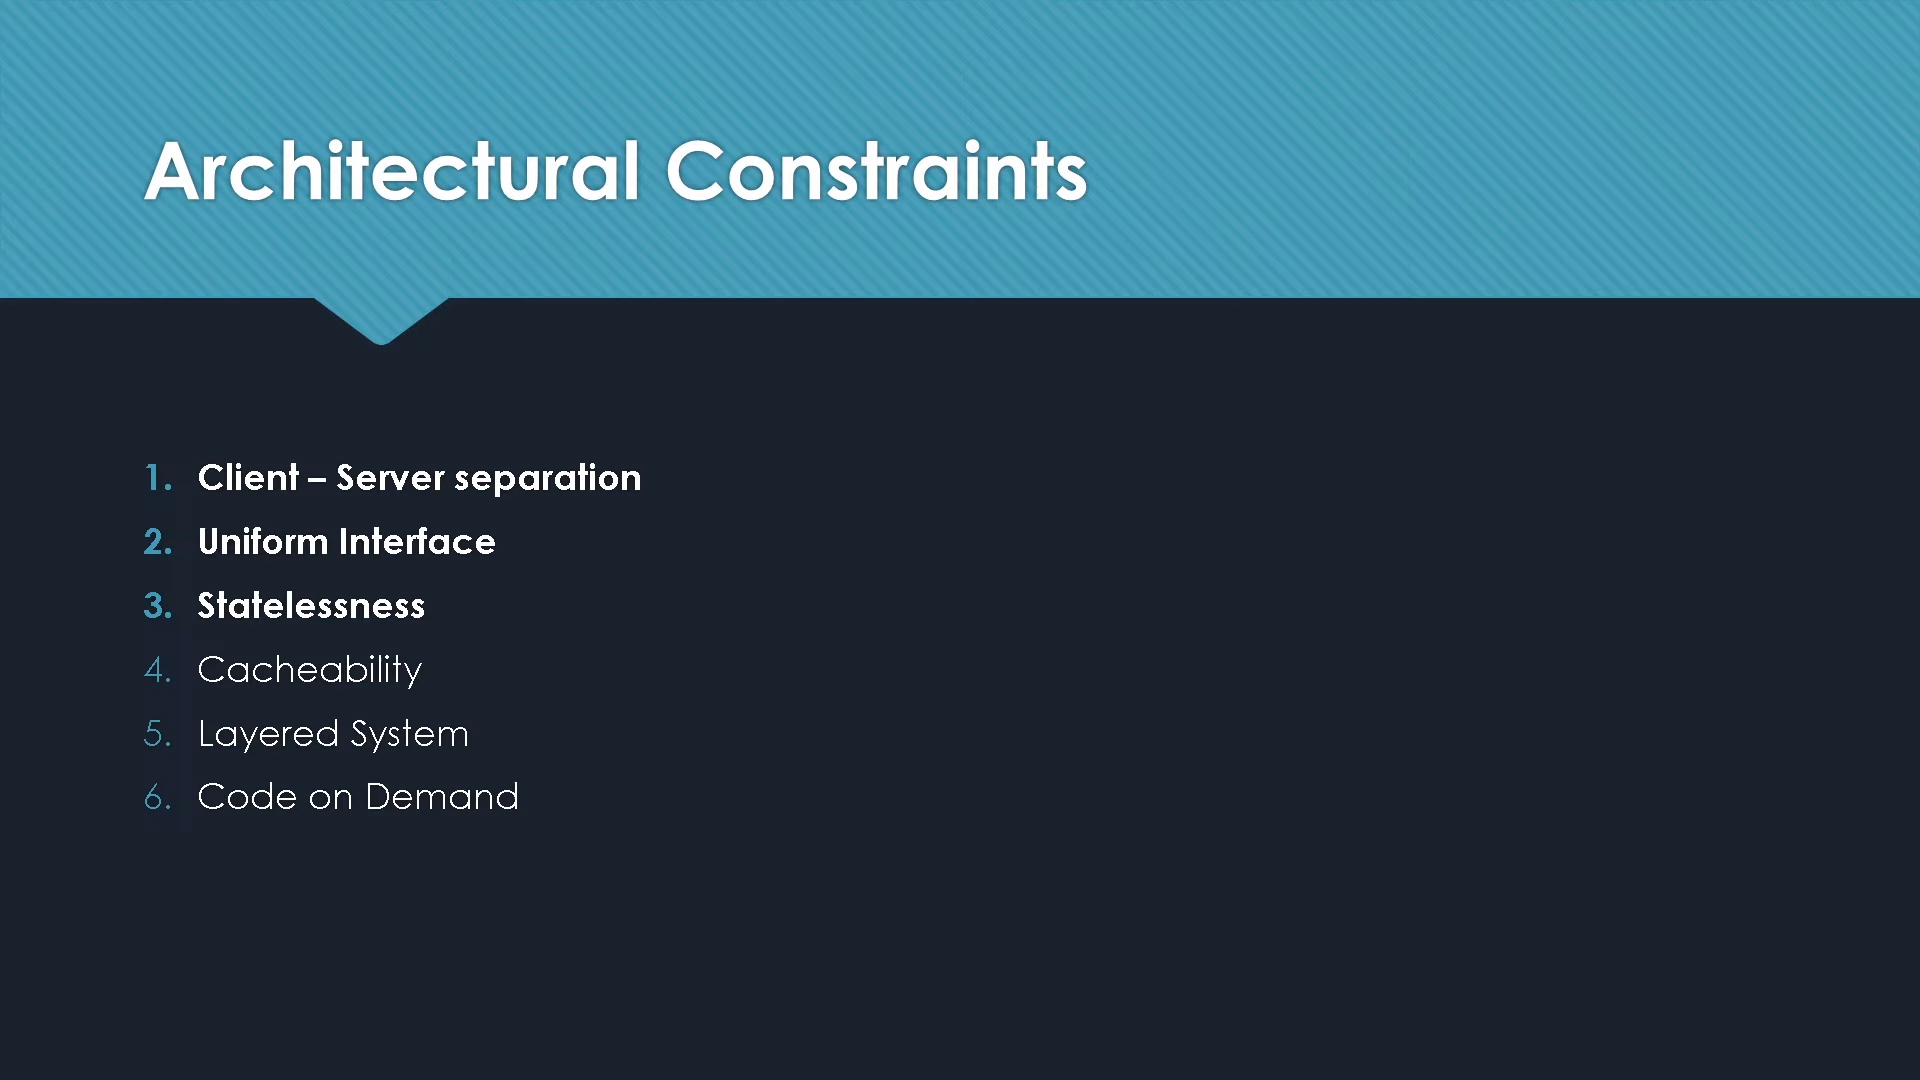 Architectural Constraints
1. Client – Server separation
2. Uniform Interface
3. Statelessness
4. Cacheability
5. Layered System
6. Code on Demand